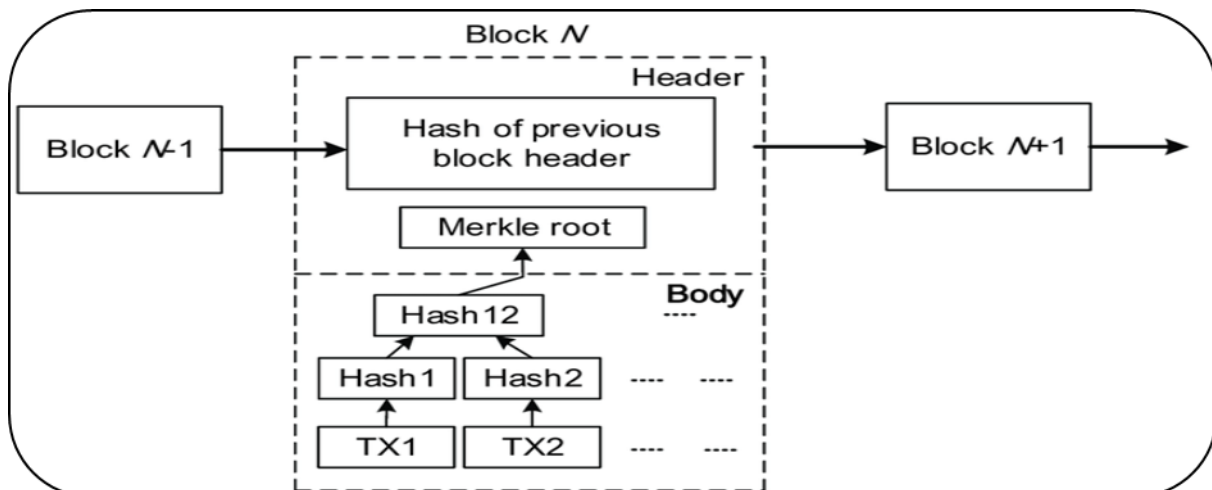 Block N
Header
Block N-1
Hash of previous
block header
Block N+1
Merkle root
Body
Hash12
.....
Hash1
Hash2
.... ....
TX1
TX2
.... ....